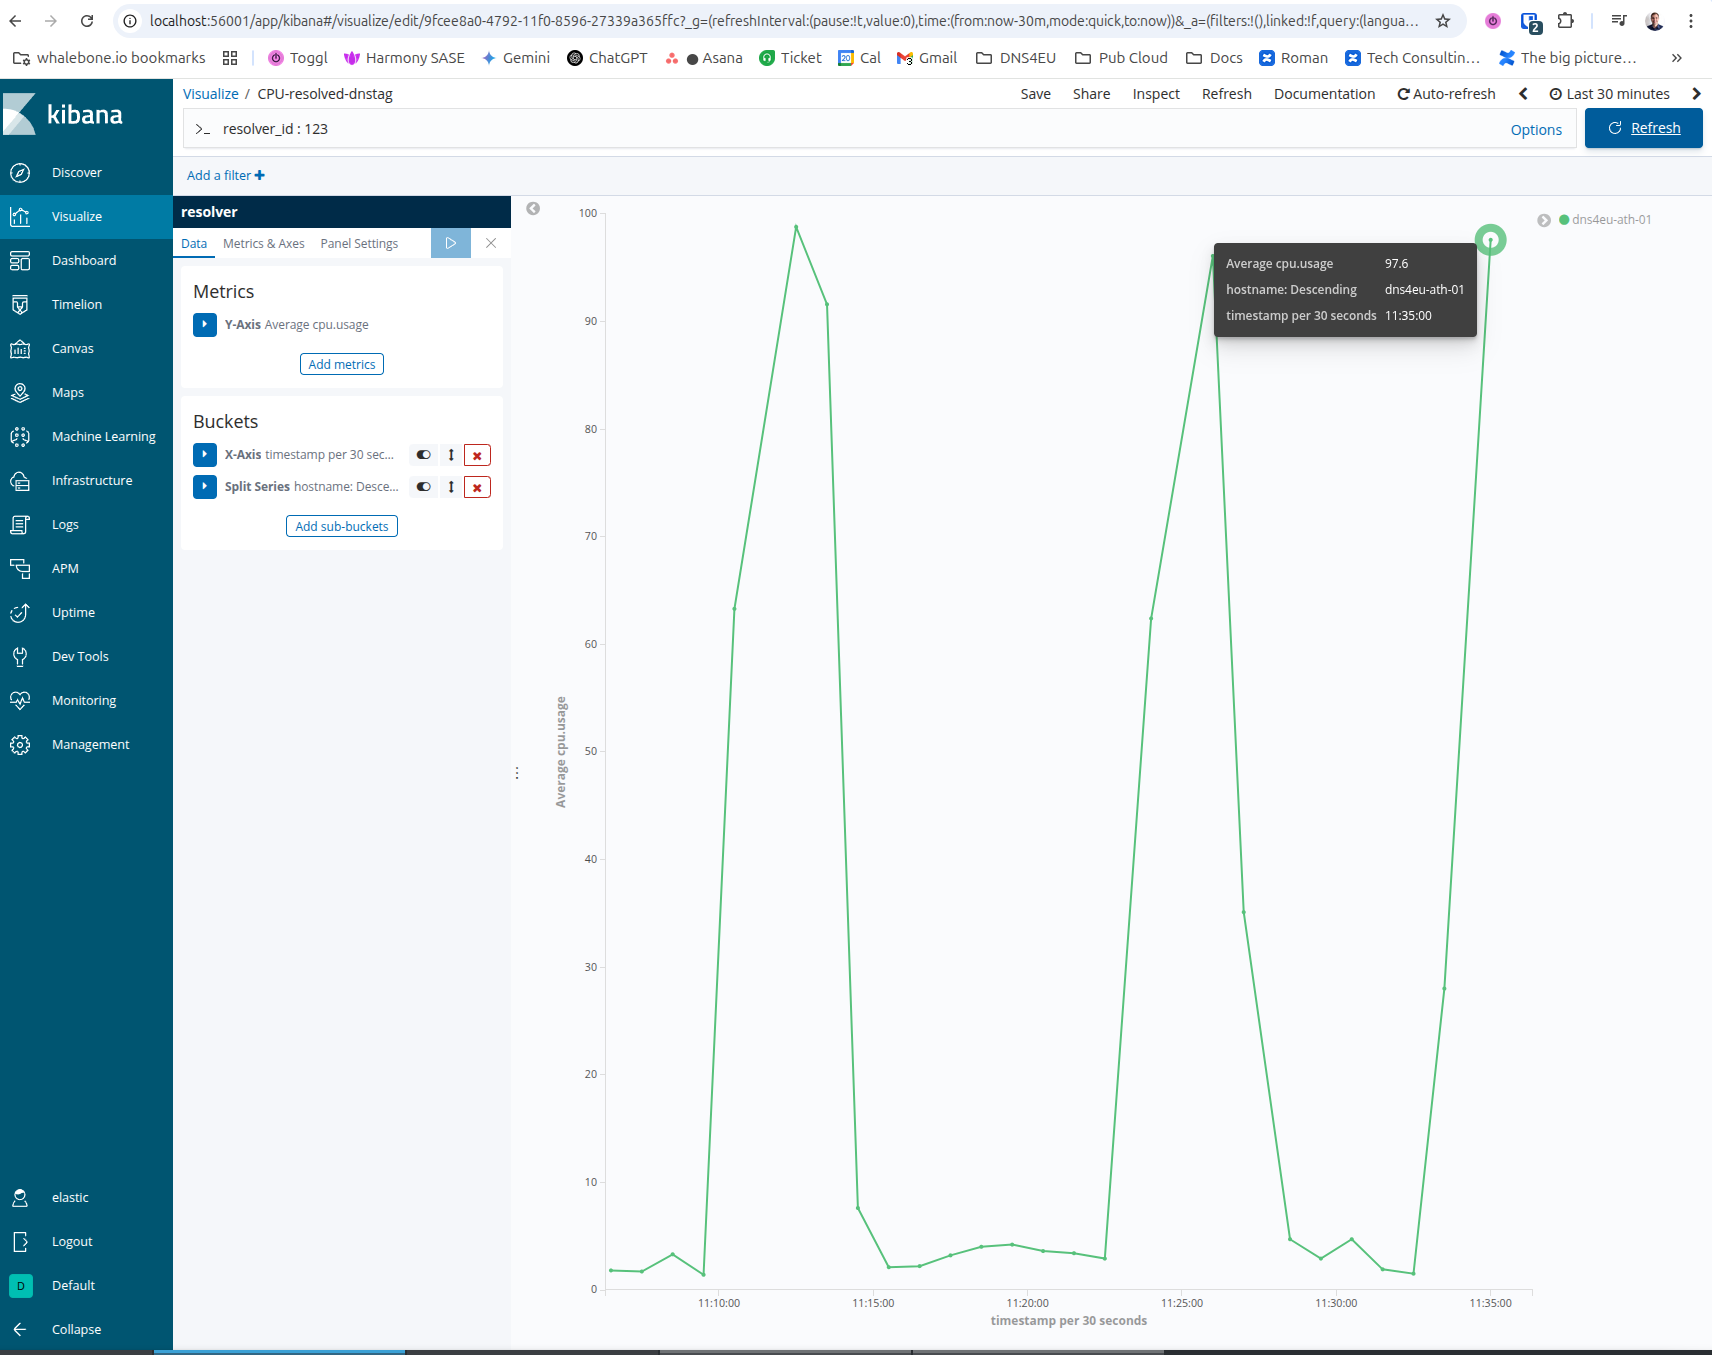 localhost:56001/app/kibana#/visualize/edit/9fcee8a0-4792-11f0-8596-27339a365ffc?_g=(refreshInterval:(pause:!t,value:0),time:(from:now-30m,mode:quick,to:now))&_a=(filters:!(),linked:!f,query:(langua...
2
whalebone.io bookmarks Toggl Harmony SASE Gemini ChatGPT Asana Ticket 20 Cal Gmail DNS4EU Pub Cloud Docs Roman Tech Consultin... The big picture... »
kibana
Visualize / CPU-resolved-dnstag
Save Share Inspect Refresh Documentation Auto-refresh Last 30 minutes
>_ resolver_id : 123
Options
Refresh
Add a filter +
Discover
Visualize
Dashboard
Timelion
Canvas
Maps
Machine Learning
Infrastructure
Logs
APM
Uptime
Dev Tools
Monitoring
Management
elastic
Logout
D Default
Collapse
resolver
Data Metrics & Axes Panel Settings
Metrics
Y-Axis Average cpu.usage
Add metrics
Buckets
X-Axis timestamp per 30 sec...
Split Series hostname: Desce...
Add sub-buckets
dns4eu-ath-01
Average cpu.usage 97.6
hostname: Descending dns4eu-ath-01
timestamp per 30 seconds 11:35:00
100
90
80
70
60
50
40
30
20
10
0
Average cpu.usage
11:10:00 11:15:00 11:20:00 11:25:00 11:30:00 11:35:00
timestamp per 30 seconds